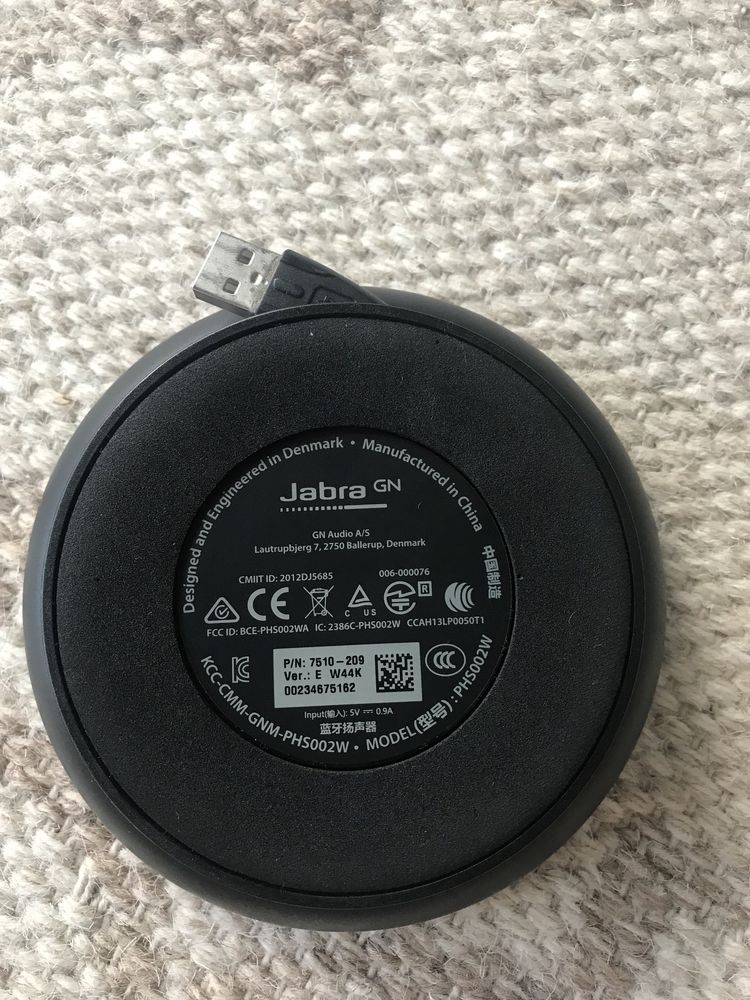 Designed and Engineered in Denmark • Manufactured in China 中国制造
Jabra GN
GN Audio A/S
Lautrupbjerg 7, 2750 Ballerup, Denmark
CMIIT ID: 2012DJ5685
006-000076
CE
C US
R
FCC ID: BCE-PHS002WA IC: 2386C-PHS002W CCAH13LP0050T1
P/N: 7510-209
Ver.: E W44K
00234675162
CCC
Input(输入): 5V ⎓ 0.9A
蓝牙扬声器
KCC-CMM-GNM-PHS002W • MODEL(型号): PHS002W